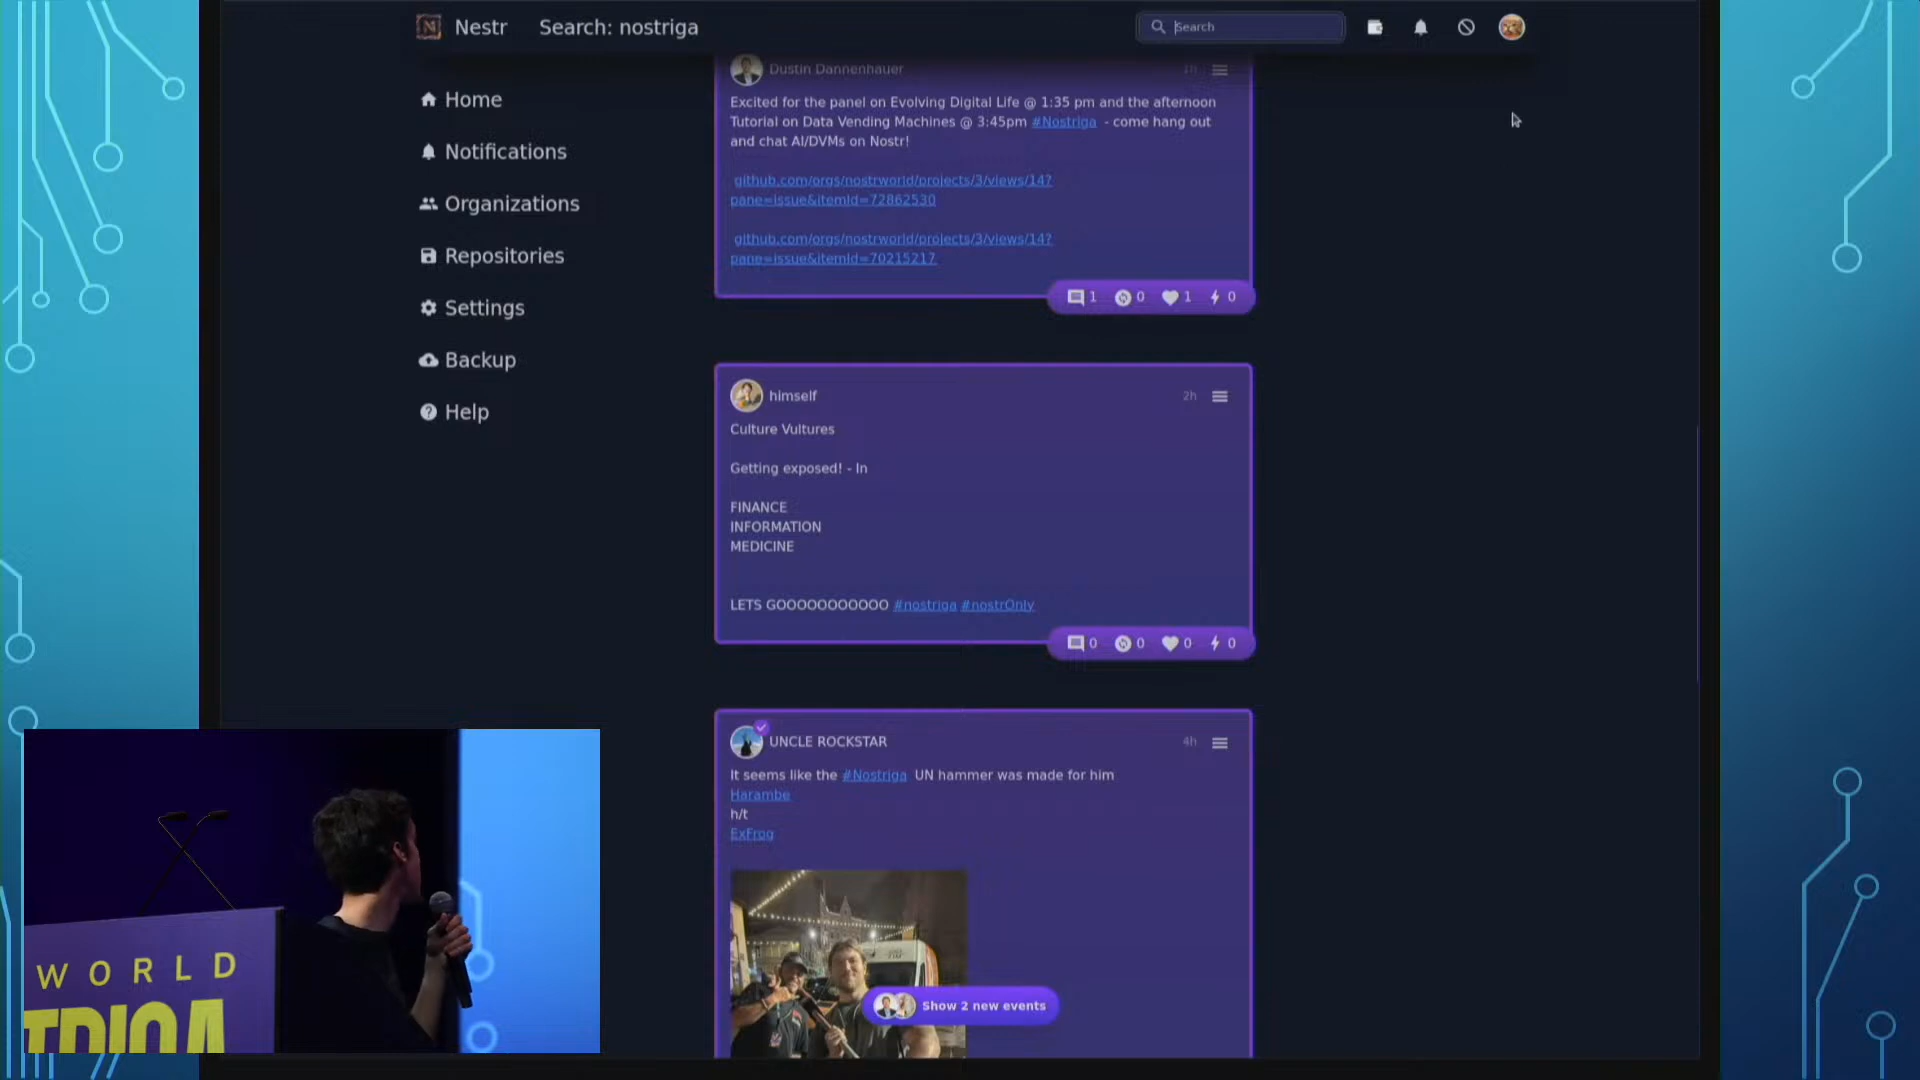 Nestr
Search: nostriga
Search
Home
Notifications
Organizations
Repositories
Settings
Backup
Help
Dustin Dannenhauer
1h
Excited for the panel on Evolving Digital Life @ 1:35 pm and the afternoon
Tutorial on Data Vending Machines @ 3:45pm #Nostriga - come hang out
and chat AI/DVMs on Nostr!
github.com/orgs/nostrworld/projects/3/views/14?
pane=issue&itemId=72862530
github.com/orgs/nostrworld/projects/3/views/14?
pane=issue&itemId=70215217
1 0 1 0
himself
2h
Culture Vultures
Getting exposed! - In
FINANCE
INFORMATION
MEDICINE
LETS GOOOOOOOOOOO #nostriga #nostrOnly
0 0 0 0
UNCLE ROCKSTAR
4h
It seems like the #Nostriga UN hammer was made for him
Harambe
h/t
ExFrog
Show 2 new events
WORLD
TRIGA